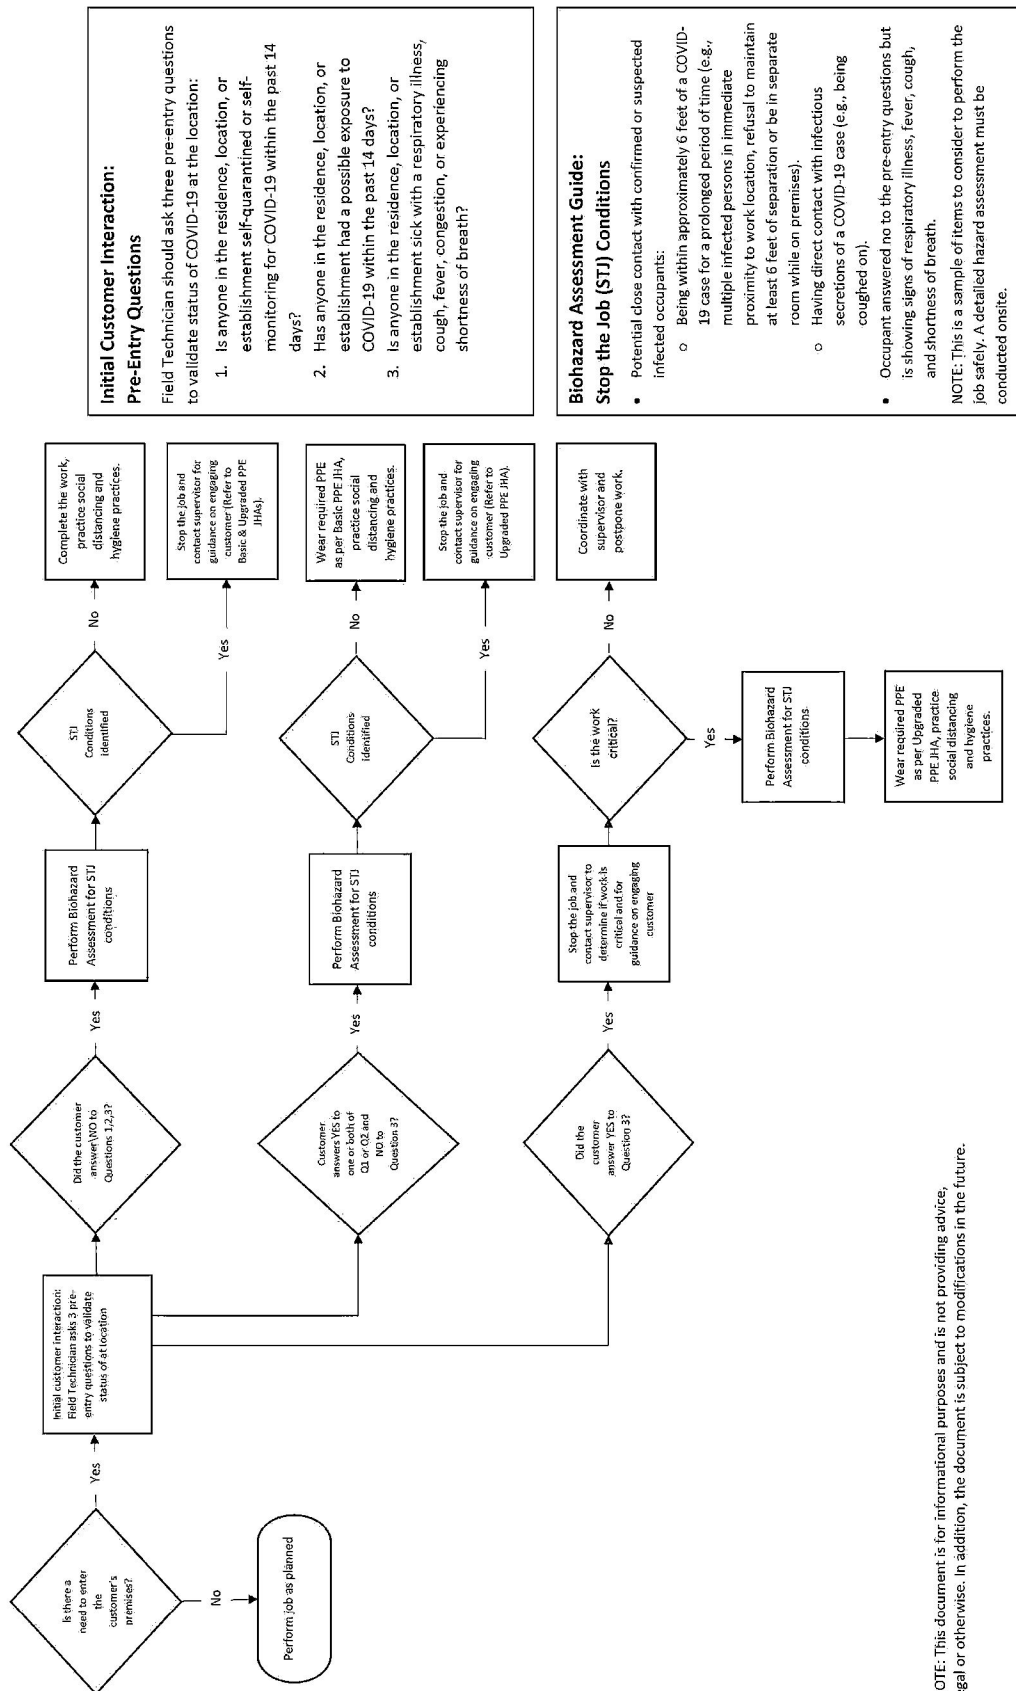 Is there a
need to enter
the
customer's
premises?
Yes
No
Perform job as planned
Initial customer interaction:
Field Technician asks 3 pre-
entry questions to validate
status of at location
Did the customer
answer\NO to
Questions 1,2,3?
Yes
Perform Biohazard
Assessment for STJ
conditions
STJ
Conditions
identified
No
Complete the work,
practice social
distancing and
hygiene practices.
Yes
Stop the job and
contact supervisor for
guidance on engaging
customer (Refer to
Basic & Upgraded PPE
JHAs).
Customer
answers YES to
one or both of
Q1 or Q2 and
NO to
Question 3?
Yes
Perform Biohazard
Assessment for STJ
conditions
STJ
Conditions
identified
No
Wear required PPE
as per Basic PPE JHA,
practice social
distancing and
hygiene practices.
Yes
Stop the job and
contact supervisor for
guidance on engaging
customer (Refer to
Upgraded PPE JHA).
Did the
customer
answer YES to
Question 3?
Yes
Stop the job and
contact supervisor to
determine if work is
critical and for
guidance on engaging
customer
Is the work
critical?
No
Coordinate with
supervisor and
postpone work.
Yes
Perform Biohazard
Assessment for STJ
conditions
Wear required PPE
as per Upgraded
PPE JHA, practice
social distancing
and hygiene
practices.
Initial Customer Interaction:
Pre-Entry Questions
Field Technician should ask three pre-entry questions
to validate status of COVID-19 at the location:
1. Is anyone in the residence, location, or
establishment self-quarantined or self-
monitoring for COVID-19 within the past 14
days?
2. Has anyone in the residence, location, or
establishment had a possible exposure to
COVID-19 within the past 14 days?
3. Is anyone in the residence, location, or
establishment sick with a respiratory illness,
cough, fever, congestion, or experiencing
shortness of breath?
Biohazard Assessment Guide:
Stop the Job (STJ) Conditions
• Potential close contact with confirmed or suspected
infected occupants:
o Being within approximately 6 feet of a COVID-
19 case for a prolonged period of time (e.g.,
multiple infected persons in immediate
proximity to work location, refusal to maintain
at least 6 feet of separation or be in separate
room while on premises).
o Having direct contact with infectious
secretions of a COVID-19 case (e.g., being
coughed on).
• Occupant answered no to the pre-entry questions but
is showing signs of respiratory illness, fever, cough,
and shortness of breath.
NOTE: This is a sample of items to consider to perform the
job safely. A detailed hazard assessment must be
conducted onsite.
OTE: This document is for informational purposes and is not providing advice,
egal or otherwise. In addition, the document is subject to modifications in the future.